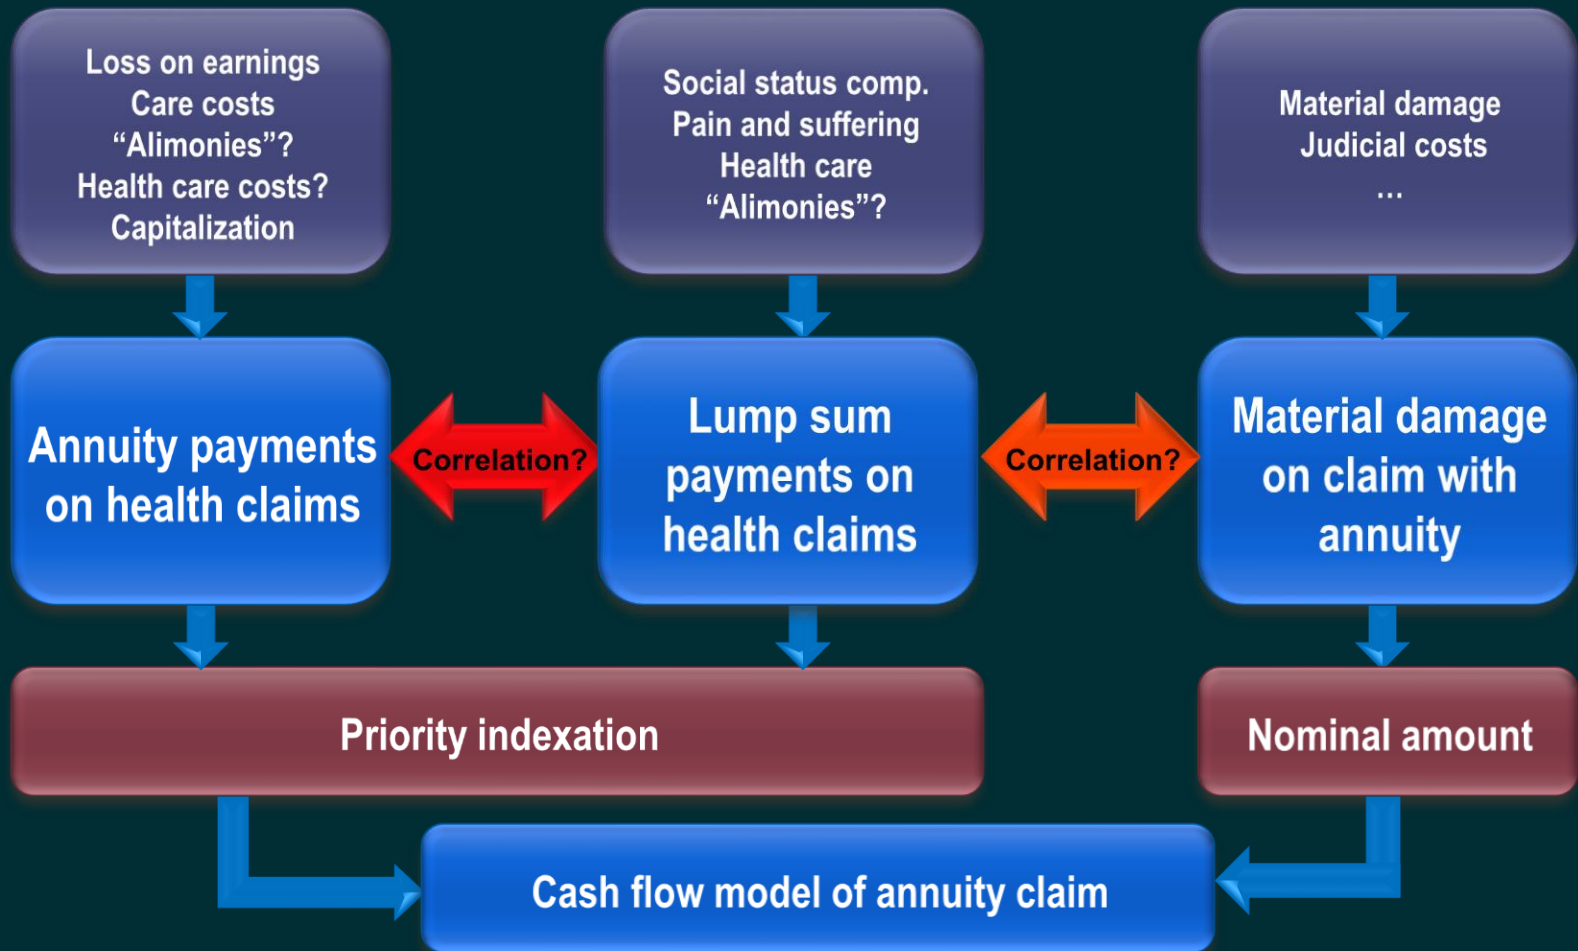 Loss on earnings
Care costs
“Alimonies”?
Health care costs?
Capitalization
Social status comp.
Pain and suffering
Health care
“Alimonies”?
Material damage
Judicial costs
…
Annuity payments
on health claims
Correlation?
Lump sum
payments on
health claims
Correlation?
Material damage
on claim with
annuity
Priority indexation
Nominal amount
Cash flow model of annuity claim